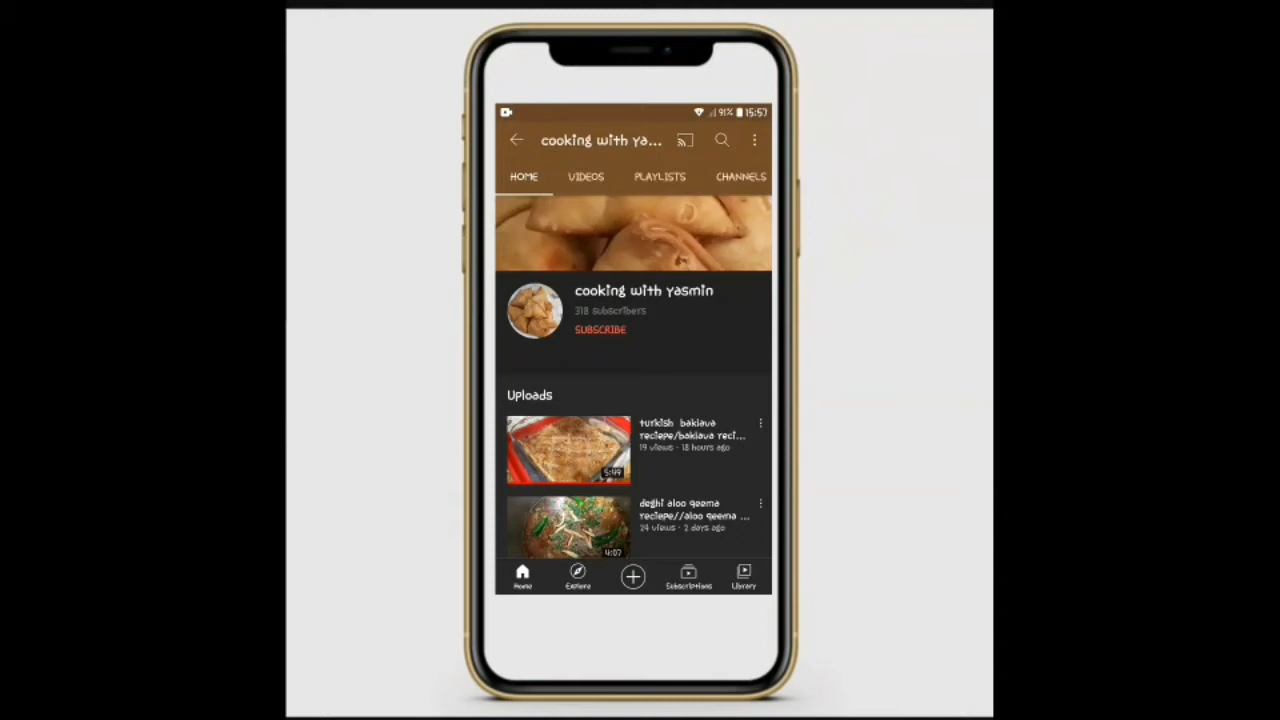 91% 15:57
cooking with ya...
HOME VIDEOS PLAYLISTS CHANNELS
cooking with yasmin
318 subscribers
SUBSCRIBE
Uploads
turkish baklava
reciepe/baklava reci...
19 views · 18 hours ago
5:49
deghi aloo qeema
reciepe//aloo qeema ...
24 views · 2 days ago
4:07
Home Explore Subscriptions Library